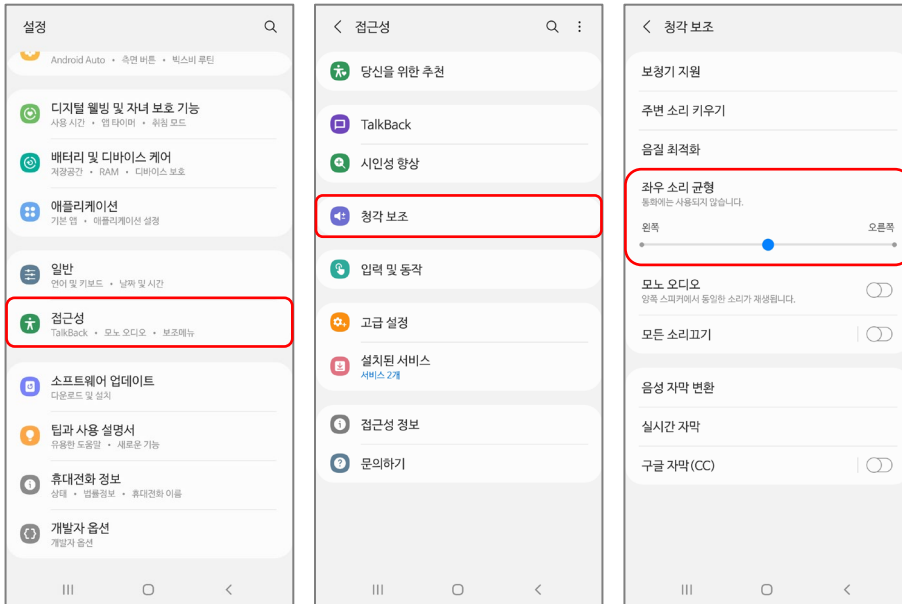 설정
Android Auto • 측면 버튼 • 빅스비 루틴
디지털 웰빙 및 자녀 보호 기능
사용 시간 • 앱 타이머 • 취침 모드
배터리 및 디바이스 케어
저장공간 • RAM • 디바이스 보호
애플리케이션
기본 앱 • 애플리케이션 설정
일반
언어 및 키보드 • 날짜 및 시간
접근성
TalkBack • 모노 오디오 • 보조메뉴
소프트웨어 업데이트
다운로드 및 설치
팁과 사용 설명서
유용한 도움말 • 새로운 기능
휴대전화 정보
상태 • 법률정보 • 휴대전화 이름
개발자 옵션
개발자 옵션
접근성
당신을 위한 추천
TalkBack
시인성 향상
청각 보조
입력 및 동작
고급 설정
설치된 서비스
서비스 2개
접근성 정보
문의하기
청각 보조
보청기 지원
주변 소리 키우기
음질 최적화
좌우 소리 균형
통화에는 사용되지 않습니다.
왼쪽 오른쪽
모노 오디오
양쪽 스피커에서 동일한 소리가 재생됩니다.
모든 소리끄기
음성 자막 변환
실시간 자막
구글 자막(CC)